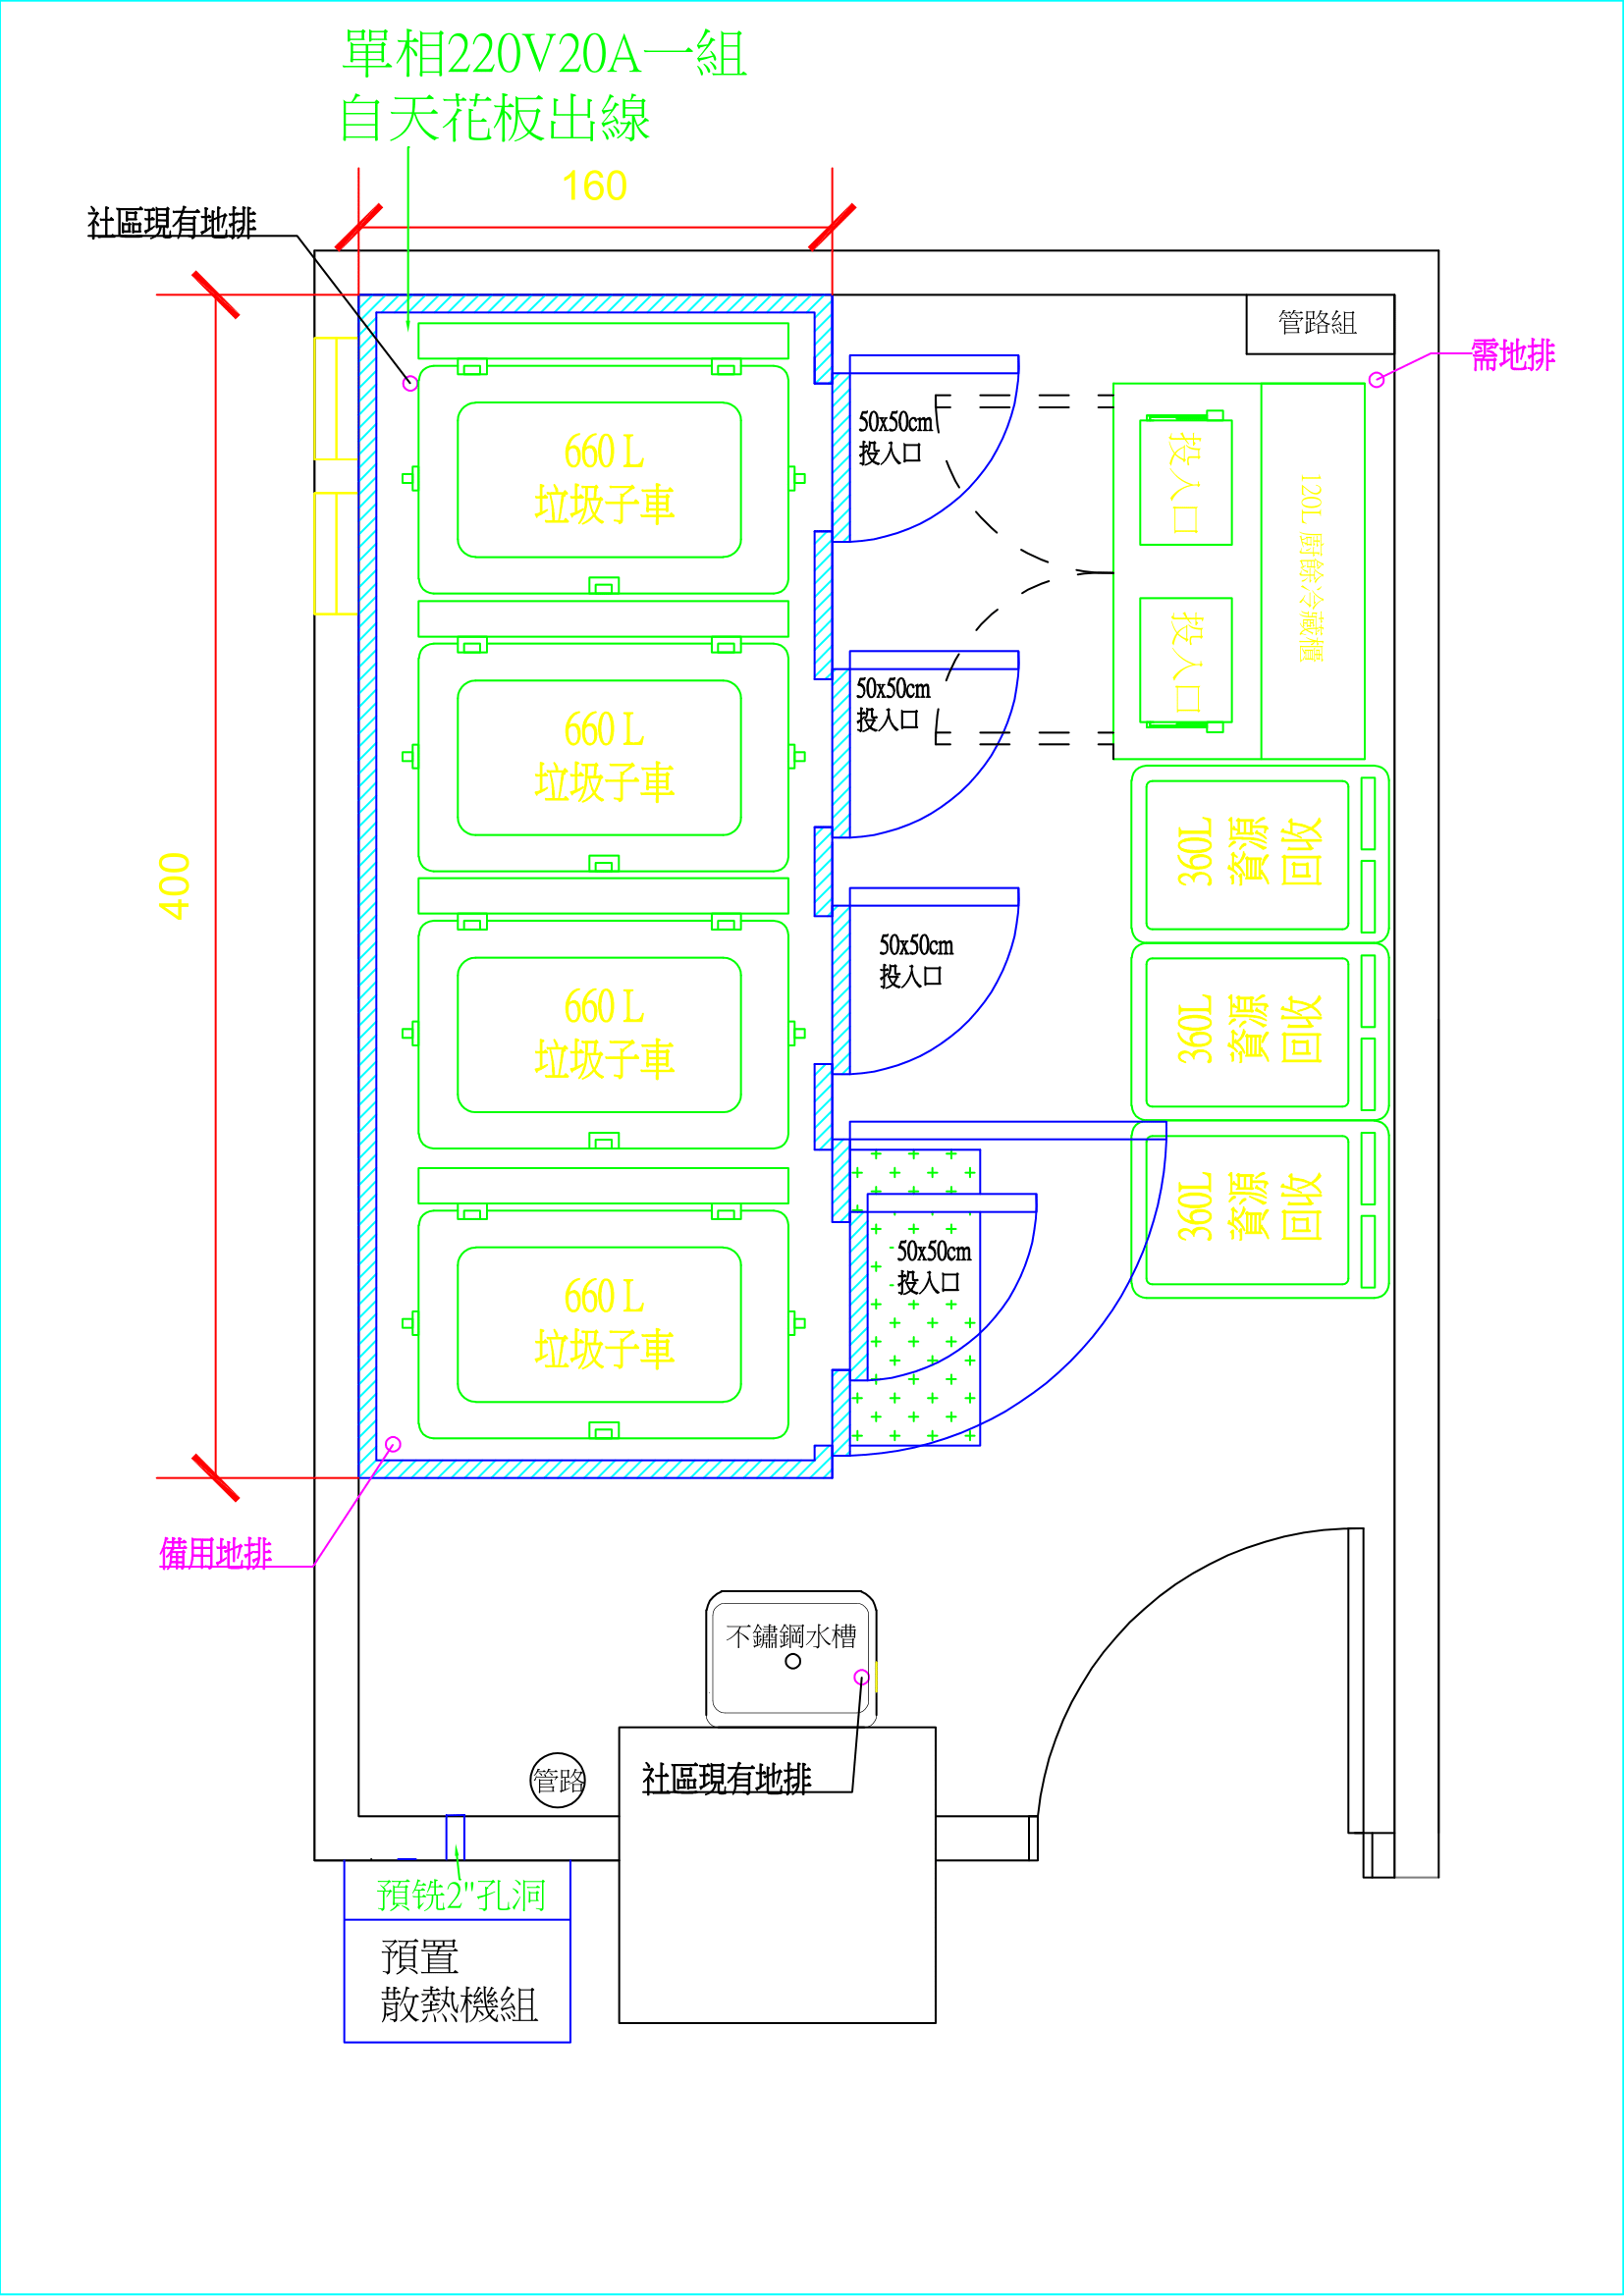 單相220V20A一組
自天花板出線
160
社區現有地排
管路組
需地排
50x50cm
投入口
660 L
垃圾子車
投入口
120L 廚餘冷藏櫃
投入口
50x50cm
投入口
660 L
垃圾子車
400
360L
資源
回收
50x50cm
投入口
660 L
垃圾子車
360L
資源
回收
360L
資源
回收
50x50cm
投入口
660 L
垃圾子車
備用地排
不鏽鋼水槽
社區現有地排
管路
預铣2"孔洞
預置
散熱機組